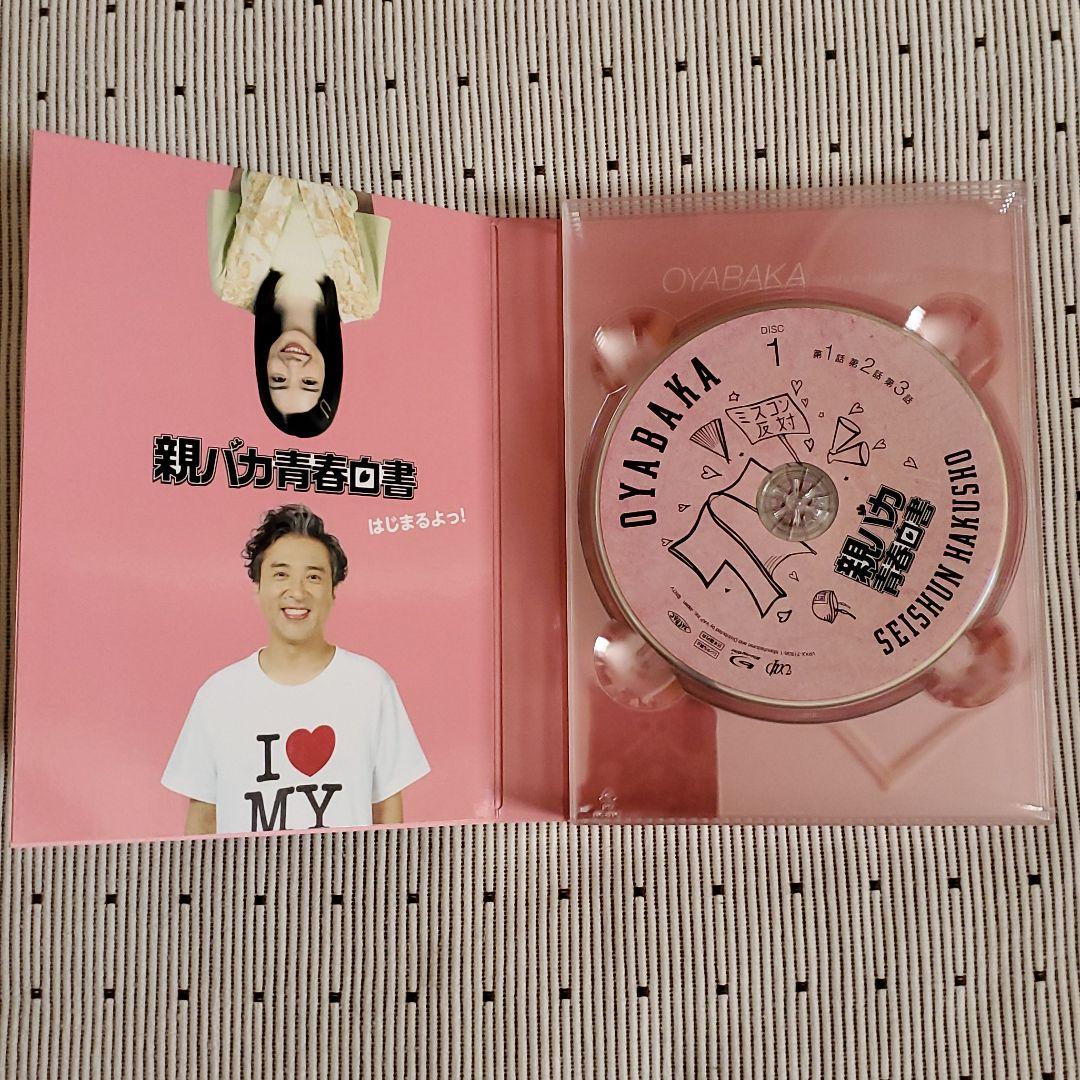 親バカ青春白書
はじまるよっ!
I ♥
MY
OYABAKA
DISC
1
第1話 第2話 第3話
OYABAKA
ミスコン
反対
親バカ
青春白書
SEISHUN HAKUSHO
vap